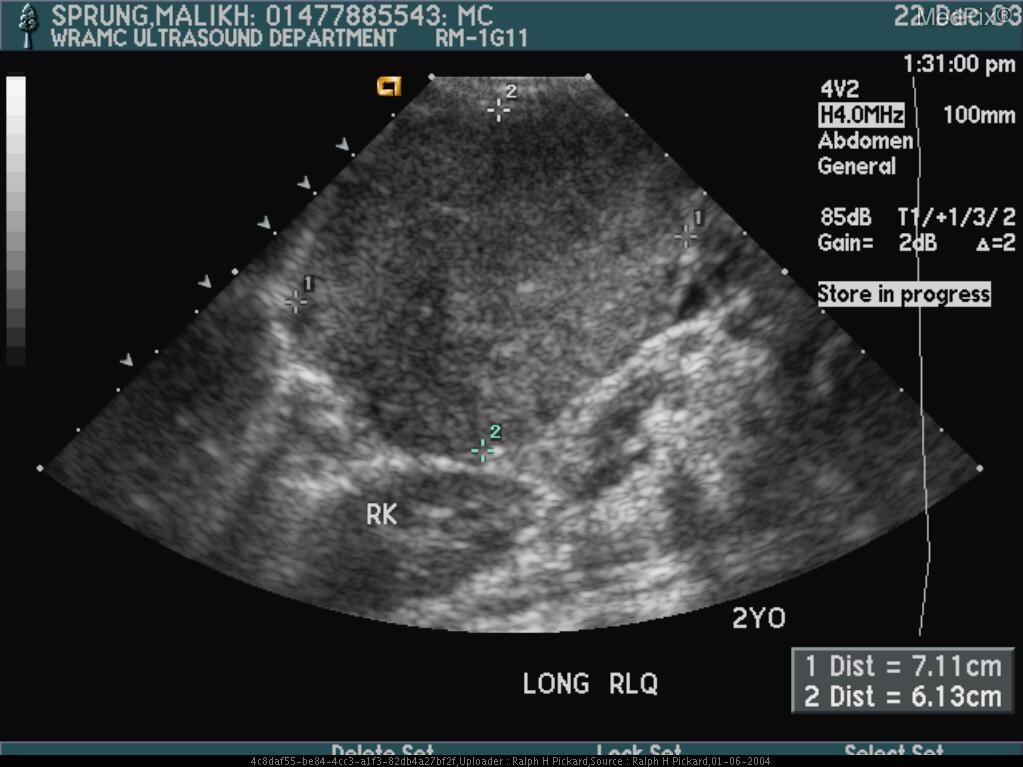 SPRUNG,MALIKH: 01477885543: MC
WRAMC ULTRASOUND DEPARTMENT RM-1G11
22 03
MedPix®
1:31:00 pm
4V2
H4.0MHz 100mm
Abdomen
General
85dB T1/+1/3/2
Gain= 2dB Δ=2
Store in progress
2
1
1
2
RK
2YO
LONG RLQ
1 Dist = 7.11cm
2 Dist = 6.13cm
Delete Set Lock Set Select Set
4c8daf55-be84-4cc3-a1f3-82db4a27bf2f,Uploader : Ralph H Pickard,Source : Ralph H Pickard,01-06-2004